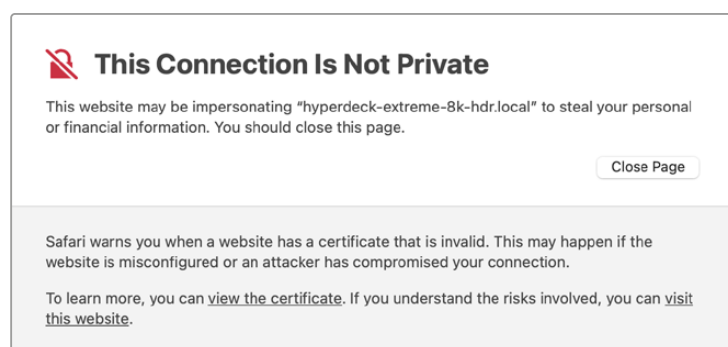 This Connection Is Not Private
This website may be impersonating “hyperdeck-extreme-8k-hdr.local” to steal your personal
or financial information. You should close this page.
Close Page
Safari warns you when a website has a certificate that is invalid. This may happen if the
website is misconfigured or an attacker has compromised your connection.
To learn more, you can view the certificate. If you understand the risks involved, you can visit
this website.